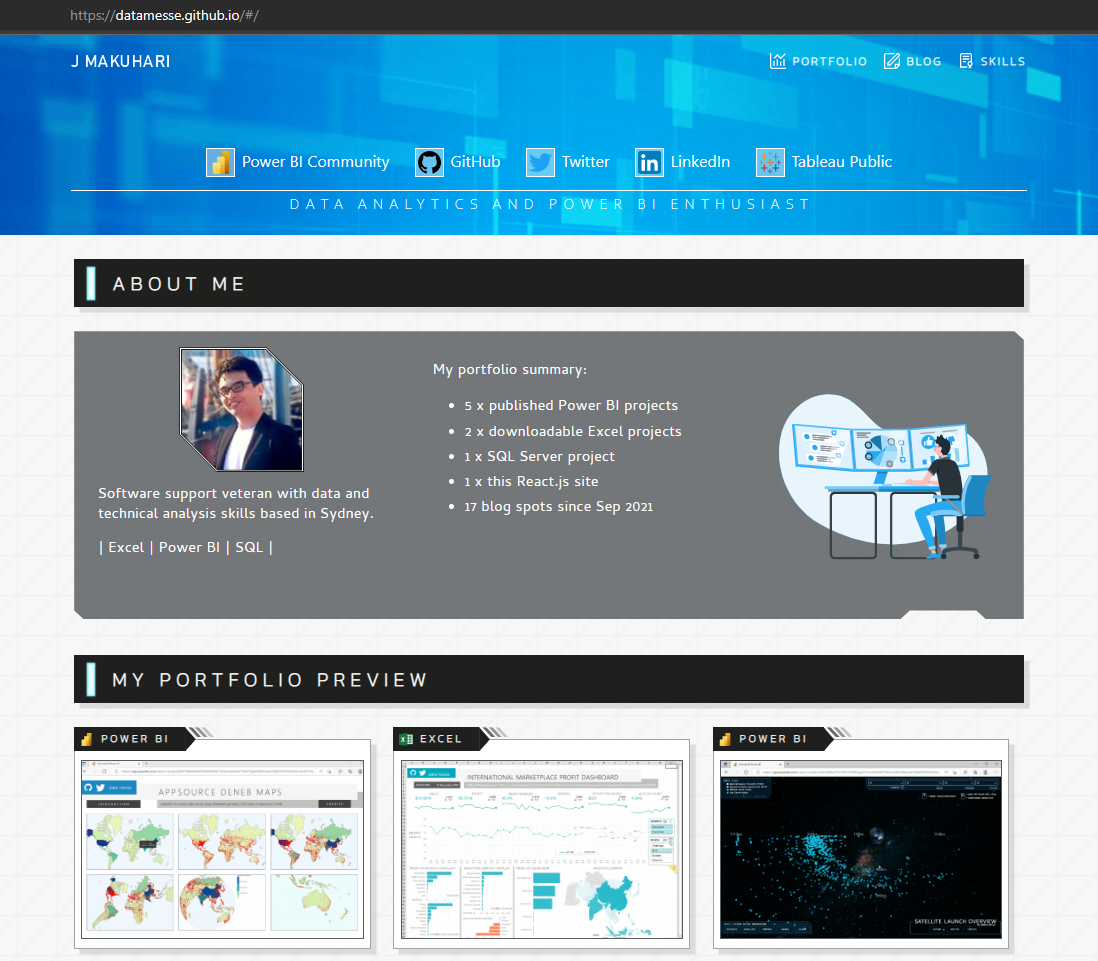 https://datamesse.github.io/#/
J MAKUHARI
PORTFOLIO BLOG SKILLS
Power BI Community GitHub Twitter LinkedIn Tableau Public
DATA ANALYTICS AND POWER BI ENTHUSIAST
ABOUT ME
My portfolio summary:
• 5 x published Power BI projects
• 2 x downloadable Excel projects
• 1 x SQL Server project
• 1 x this React.js site
• 17 blog spots since Sep 2021
Software support veteran with data and
technical analysis skills based in Sydney.
| Excel | Power BI | SQL |
MY PORTFOLIO PREVIEW
POWER BI
APPSOURCE DENEB MAPS
INTRODUCTION
CREDITS
EXCEL
INTERNATIONAL MARKETPLACE PROFIT DASHBOARD
POWER BI
SATELLITE LAUNCH OVERVIEW